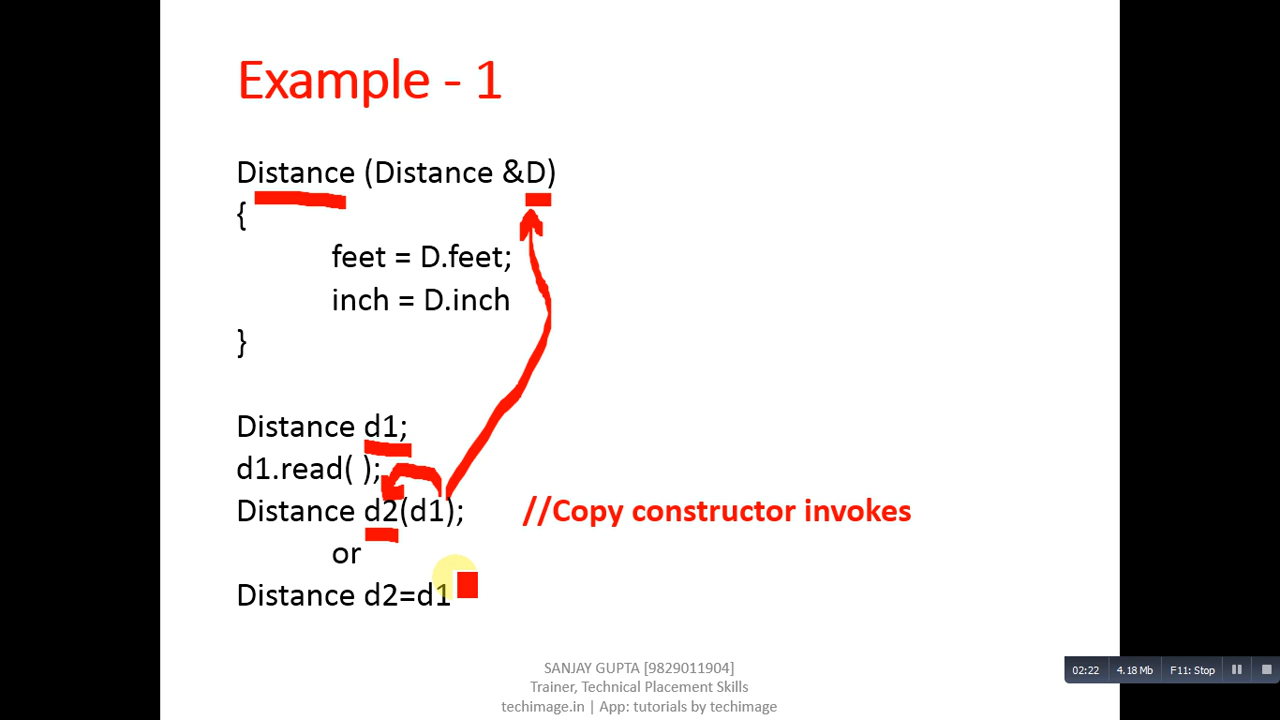 Example - 1
Distance (Distance &D)
{
feet = D.feet;
inch = D.inch
}
Distance d1;
d1.read( );
Distance d2(d1); //Copy constructor invokes
or
Distance d2=d1
SANJAY GUPTA [9829011904]
Trainer, Technical Placement Skills
techimage.in | App: tutorials by techimage
02:22 4.18 Mb F11: Stop